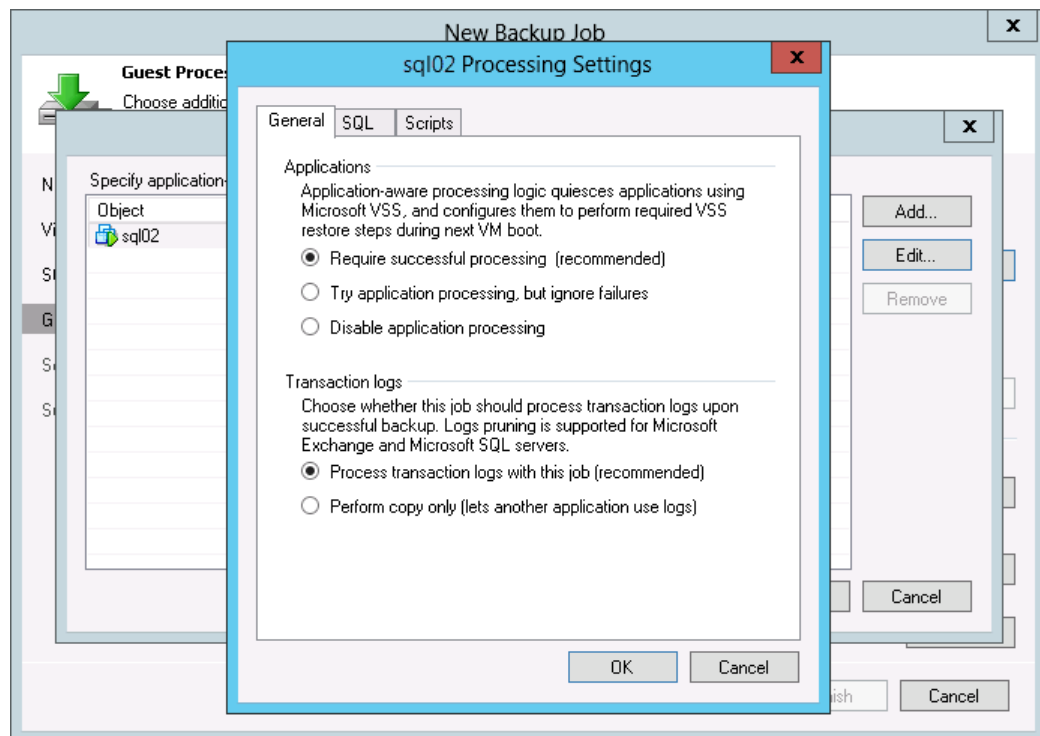 New Backup Job
X
Guest Proce
Choose additio
sql02 Processing Settings
X
X
General
SQL
Scripts
Specify application-
Object
sql02
Add...
Edit...
Remove
Applications
Application-aware processing logic quiesces applications using
Microsoft VSS, and configures them to perform required VSS
restore steps during next VM boot.
Require successful processing (recommended)
Try application processing, but ignore failures
Disable application processing
Transaction logs
Choose whether this job should process transaction logs upon
successful backup. Logs pruning is supported for Microsoft
Exchange and Microsoft SQL servers.
Process transaction logs with this job (recommended)
Perform copy only (lets another application use logs)
OK
Cancel
Cancel
Cancel